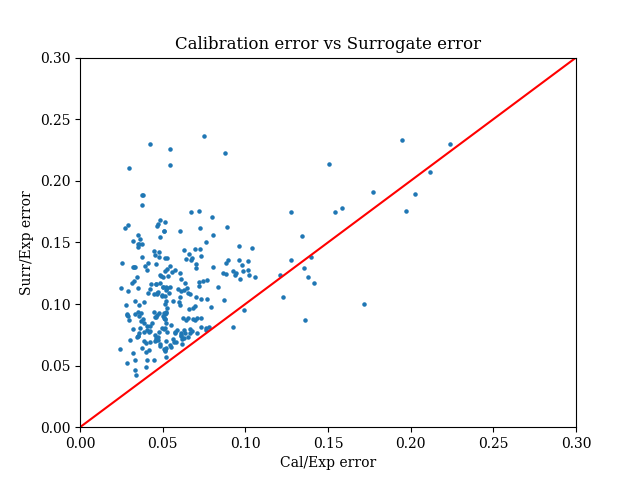 Calibration error vs Surrogate error
0.30
0.25
0.20
0.15
0.10
0.05
0.00
Surr/Exp error
0.00 0.05 0.10 0.15 0.20 0.25 0.30
Cal/Exp error